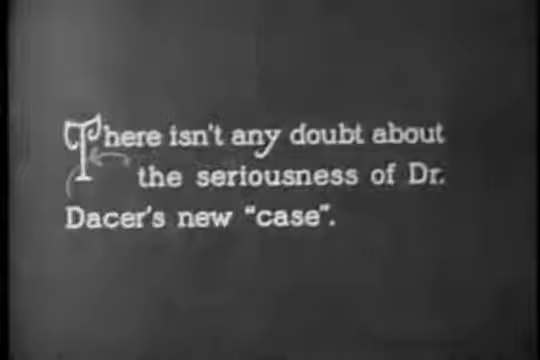 There isn't any doubt about
the seriousness of Dr.
Dacer's new "case".